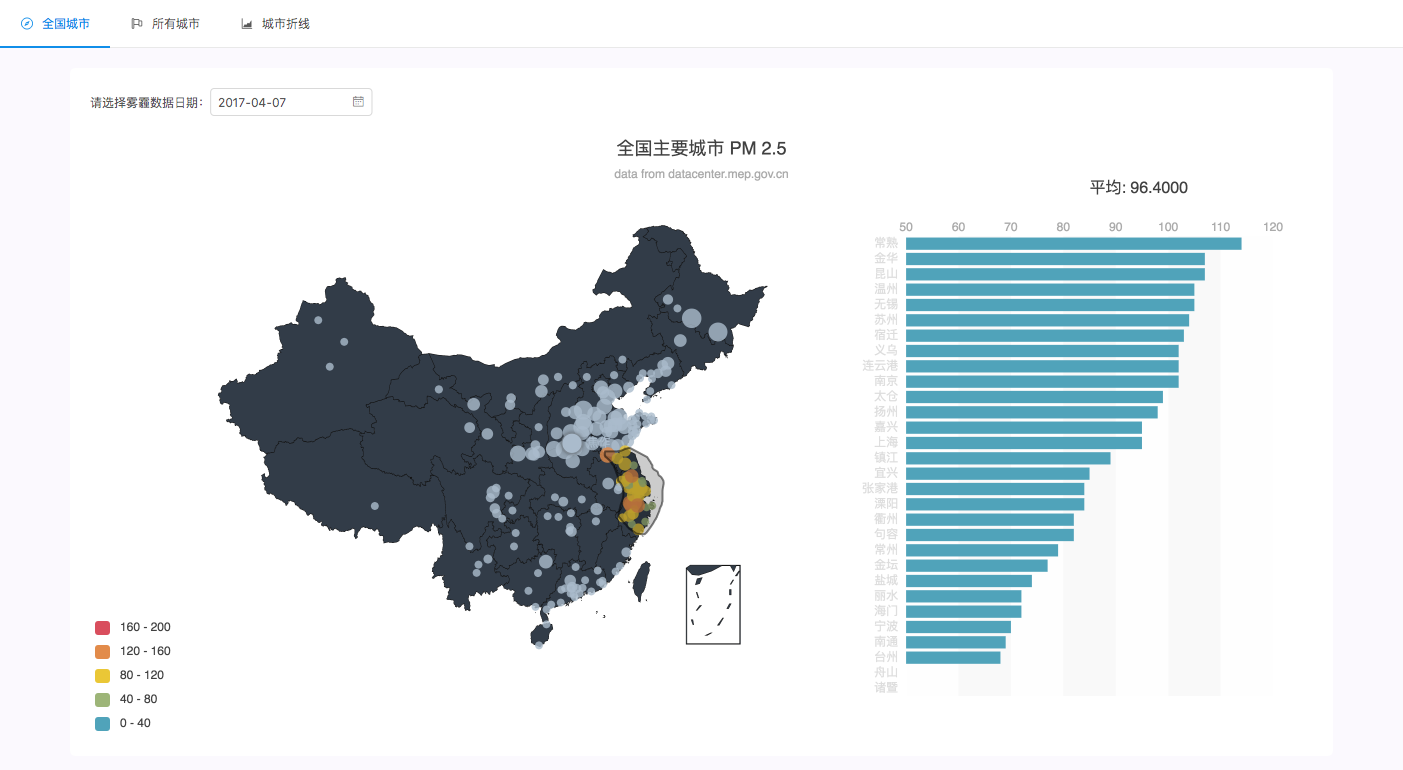 全国城市
所有城市
城市折线
请选择雾霾数据日期：
2017-04-07
全国主要城市 PM 2.5
data from datacenter.mep.gov.cn
平均: 96.4000
50 60 70 80 90 100 110 120
常熟
金华
昆山
温州
无锡
苏州
宿迁
义乌
连云港
南京
太仓
扬州
嘉兴
上海
镇江
宜兴
张家港
溧阳
衢州
句容
常州
金坛
盐城
丽水
海门
宁波
南通
台州
舟山
诸暨
160 - 200
120 - 160
80 - 120
40 - 80
0 - 40